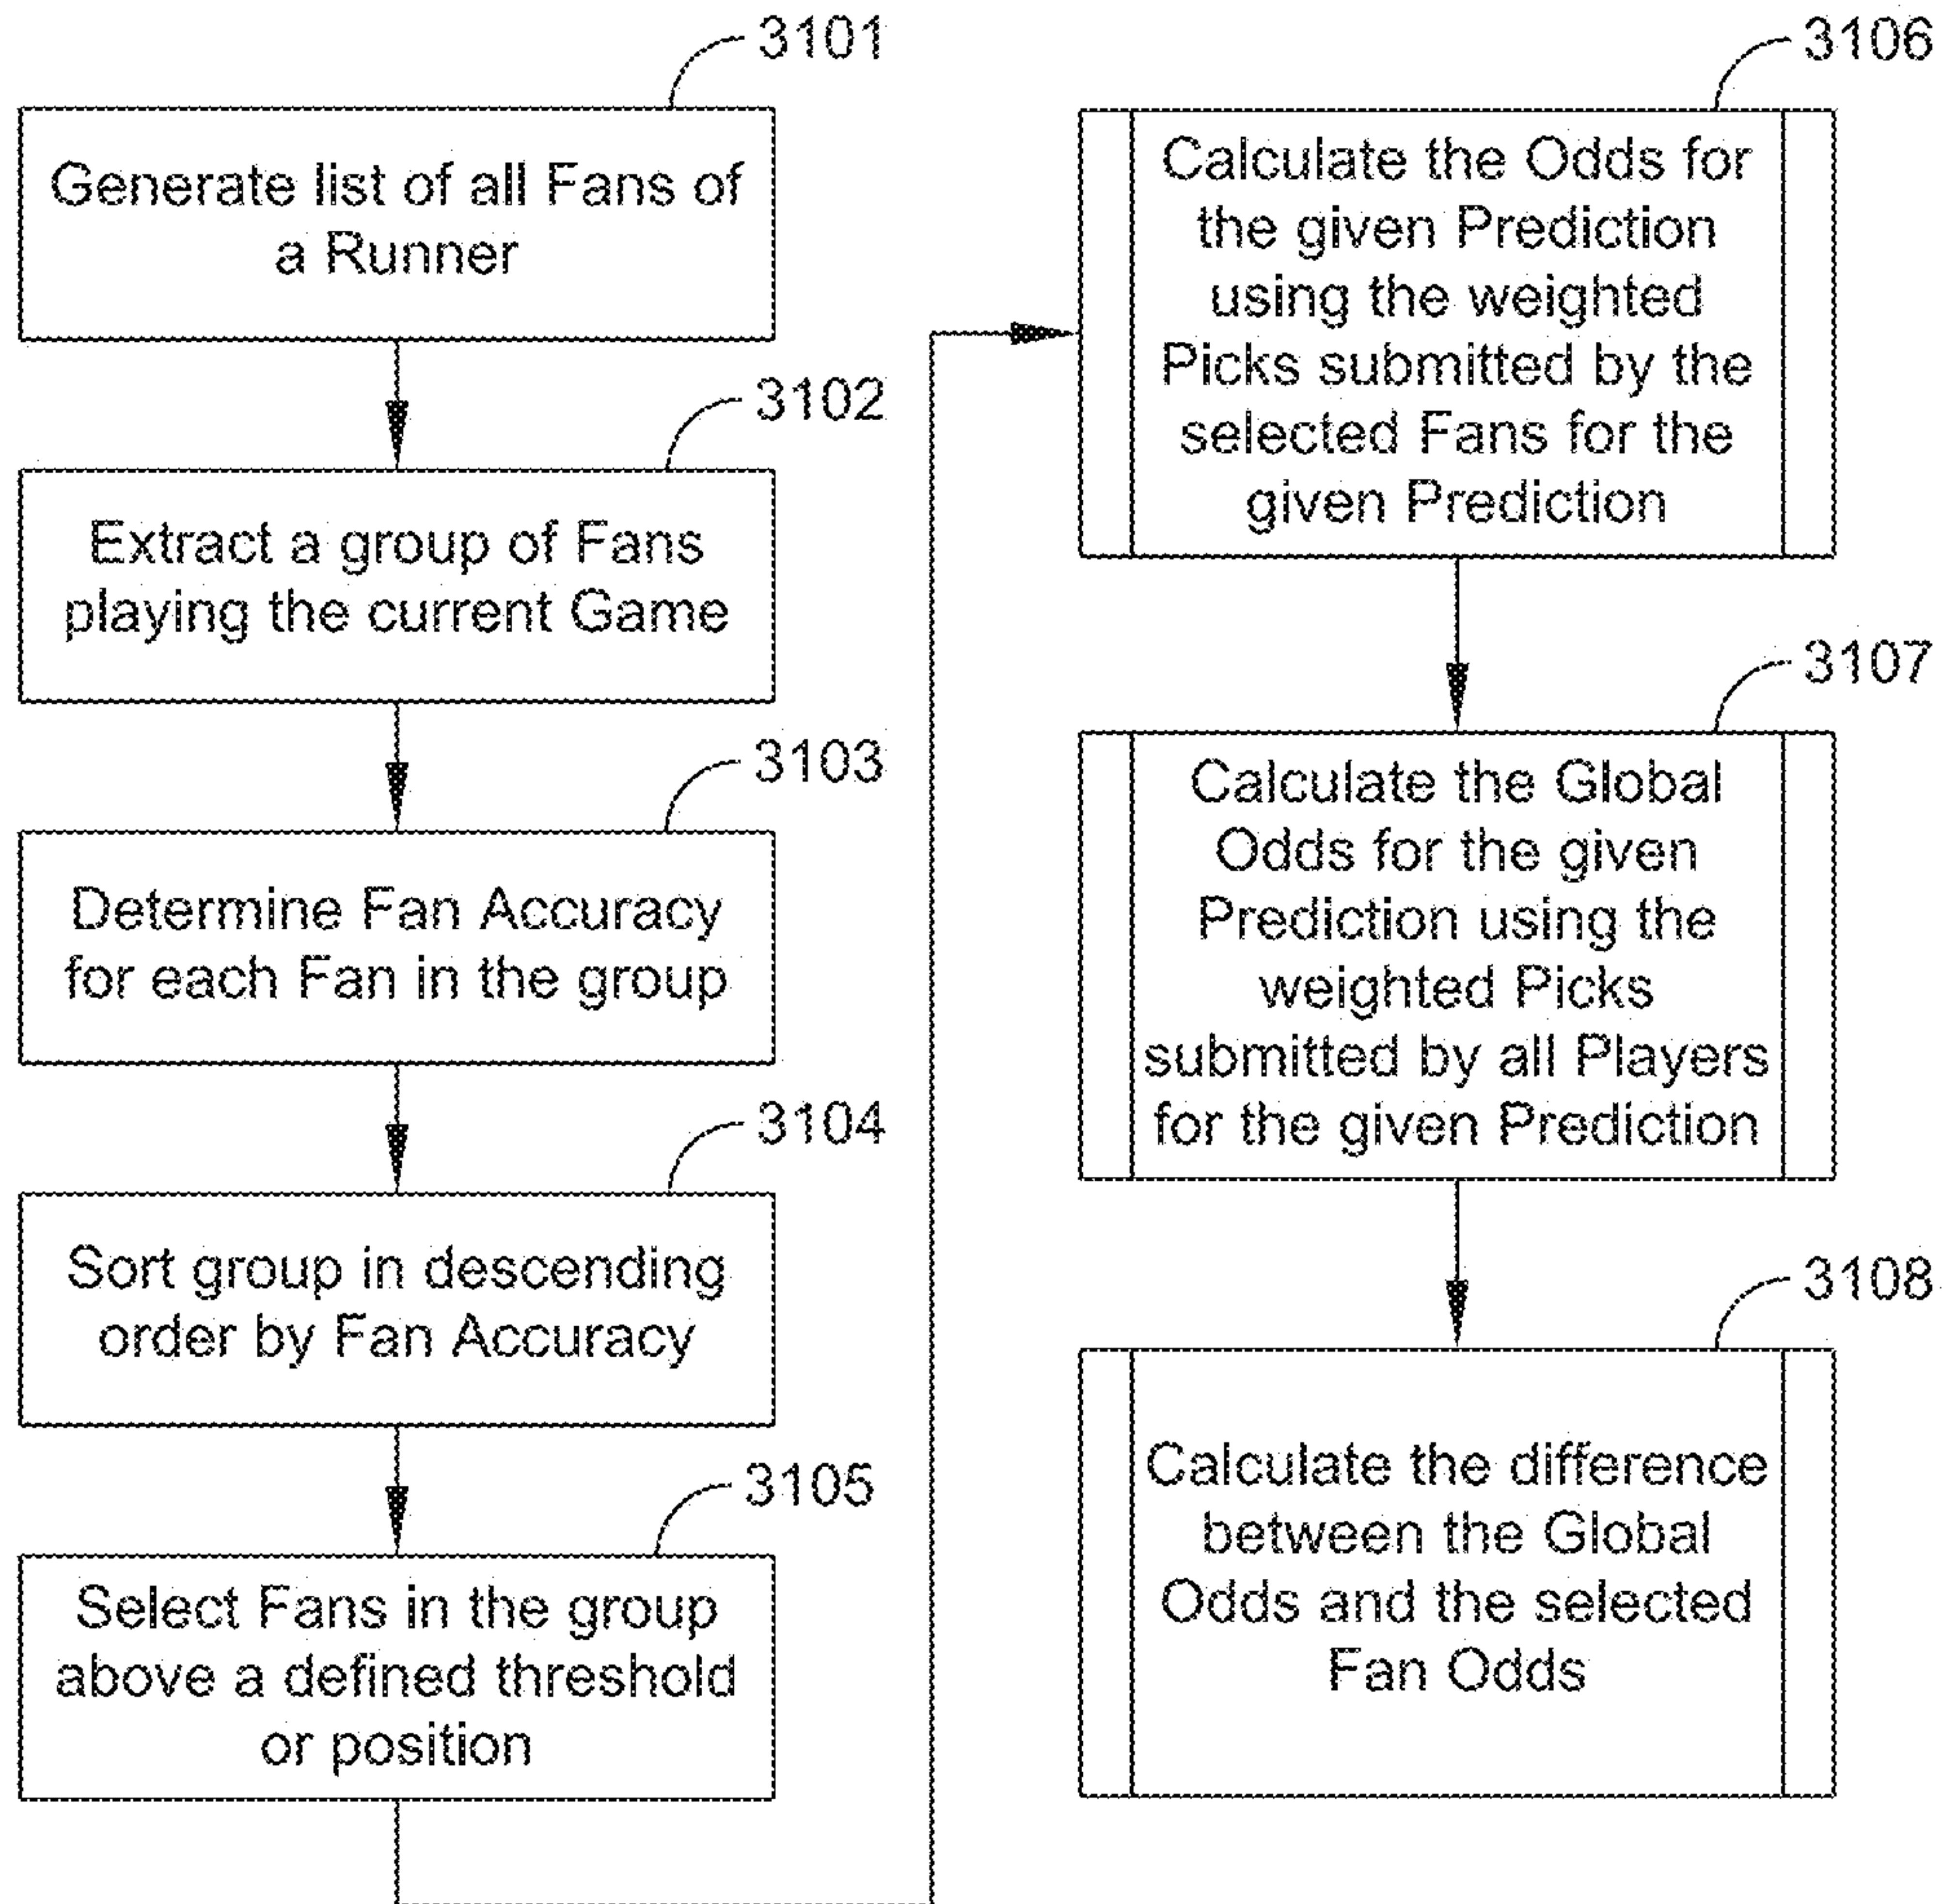 3101
Generate list of all Fans of
a Runner
3102
Extract a group of Fans
playing the current Game
3103
Determine Fan Accuracy
for each Fan in the group
3104
Sort group in descending
order by Fan Accuracy
3105
Select Fans in the group
above a defined threshold
or position
3106
Calculate the Odds for
the given Prediction
using the weighted
Picks submitted by the
selected Fans for the
given Prediction
3107
Calculate the Global
Odds for the given
Prediction using the
weighted Picks
submitted by all Players
for the given Prediction
3108
Calculate the difference
between the Global
Odds and the selected
Fan Odds